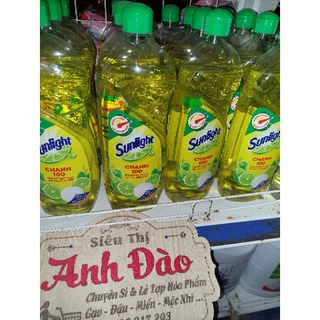 Sunlight
CHANH
100
Sunlight
CHANH
100
Sunlight
CHANH
100
Sunlight
CHANH
100
Siêu Thị
Anh Đào
Chuyên Sỉ & Lẻ Tạp Hóa Phẩm
Gạo - Dầu - Miến - Mộc Nhĩ ...